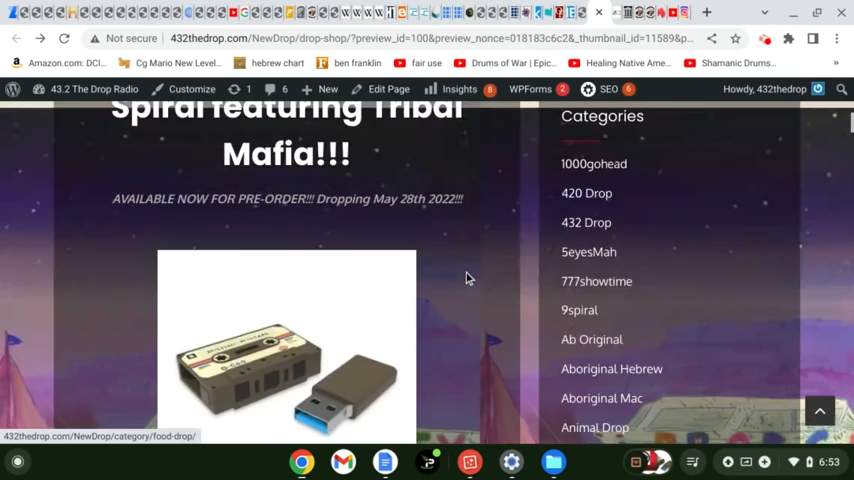 Not secure
432thedrop.com/NewDrop/drop-shop/?preview_id=100&preview_nonce=018183c6c2&_thumbnail_id=11589&p...
Amazon.com: DCI...
Cg Mario New Level...
hebrew chart
ben franklin
fair use
Drums of War | Epic...
Healing Native Ame...
Shamanic Drums...
43.2 The Drop Radio
Customize
1
6
New
Edit Page
Insights 8
WPForms 2
SEO 6
Howdy, 432thedrop
Spiral featuring Tribal
Mafia!!!
AVAILABLE NOW FOR PRE-ORDER!!! Dropping May 28th 2022!!!
Categories
1000gohead
420 Drop
432 Drop
5eyesMah
777showtime
9spiral
Ab Original
Aboriginal Hebrew
Aboriginal Mac
Animal Drop
432thedrop.com/NewDrop/category/food-drop/
6:53